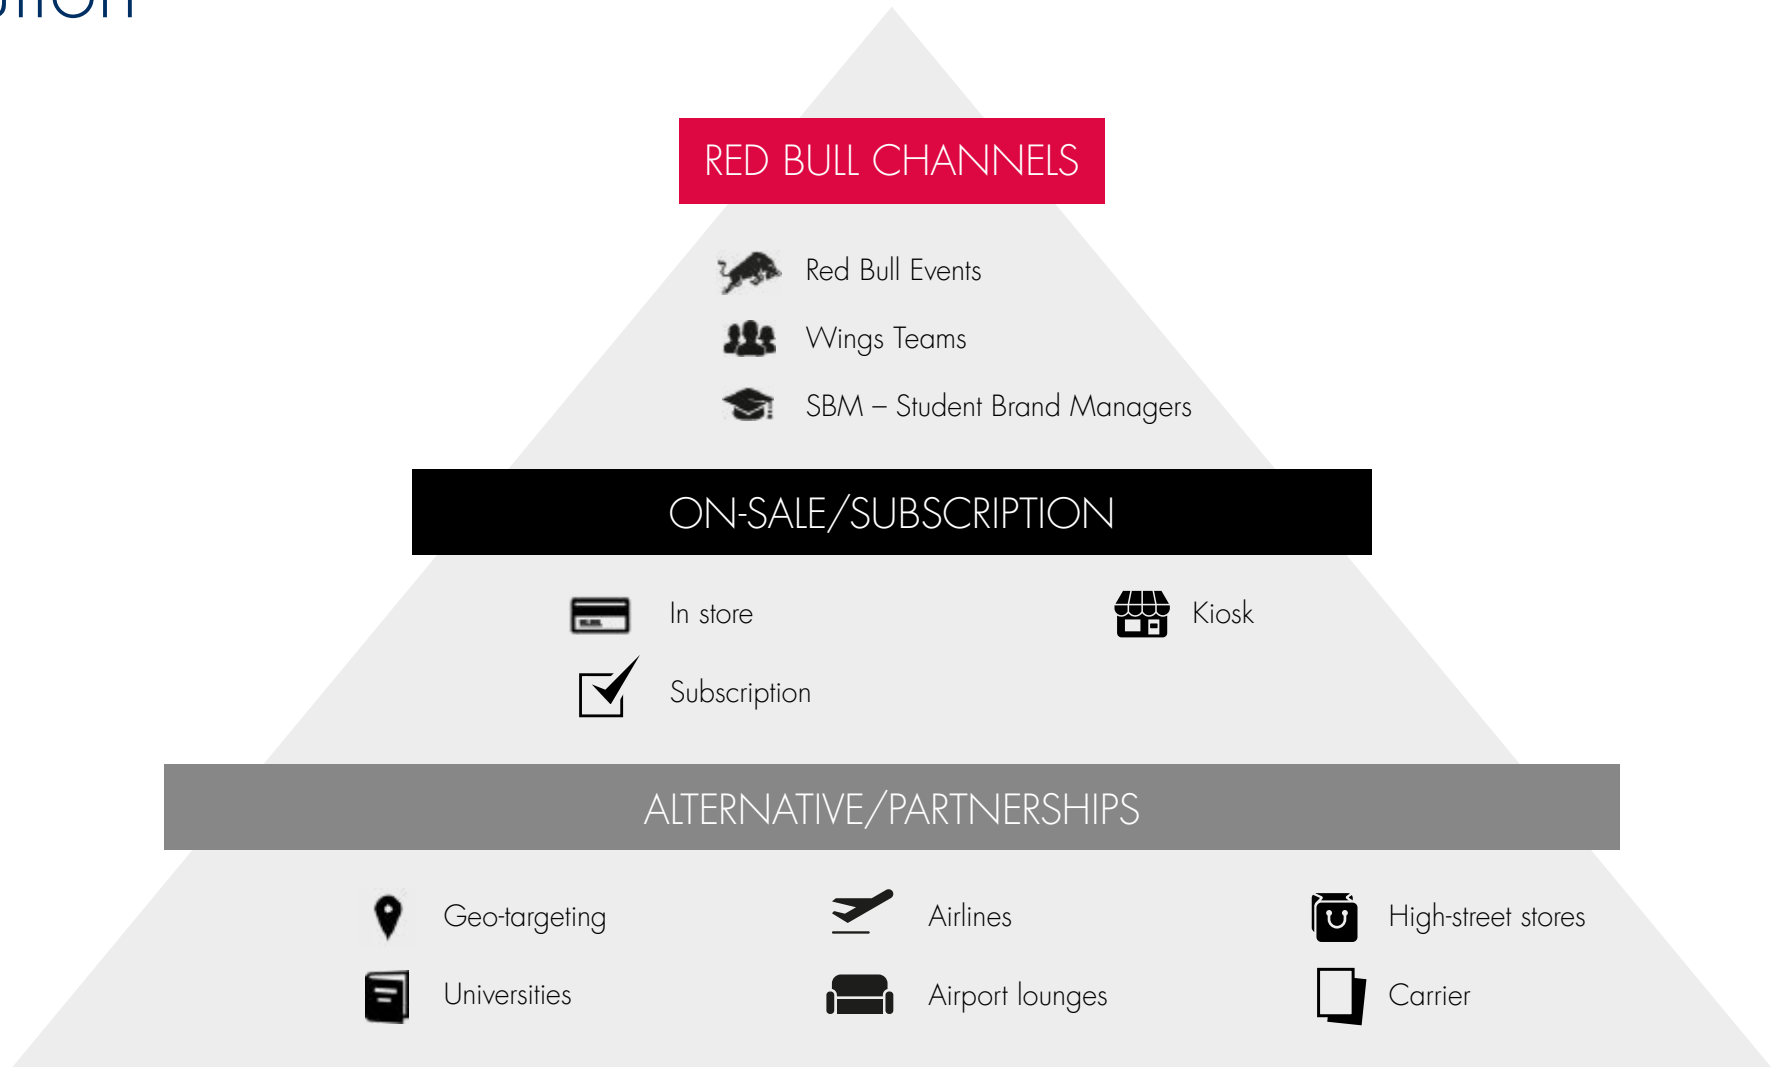 RED BULL CHANNELS
Red Bull Events
Wings Teams
SBM – Student Brand Managers
ON-SALE/SUBSCRIPTION
In store
Kiosk
Subscription
ALTERNATIVE/PARTNERSHIPS
Geo-targeting
Airlines
High-street stores
Universities
Airport lounges
Carrier